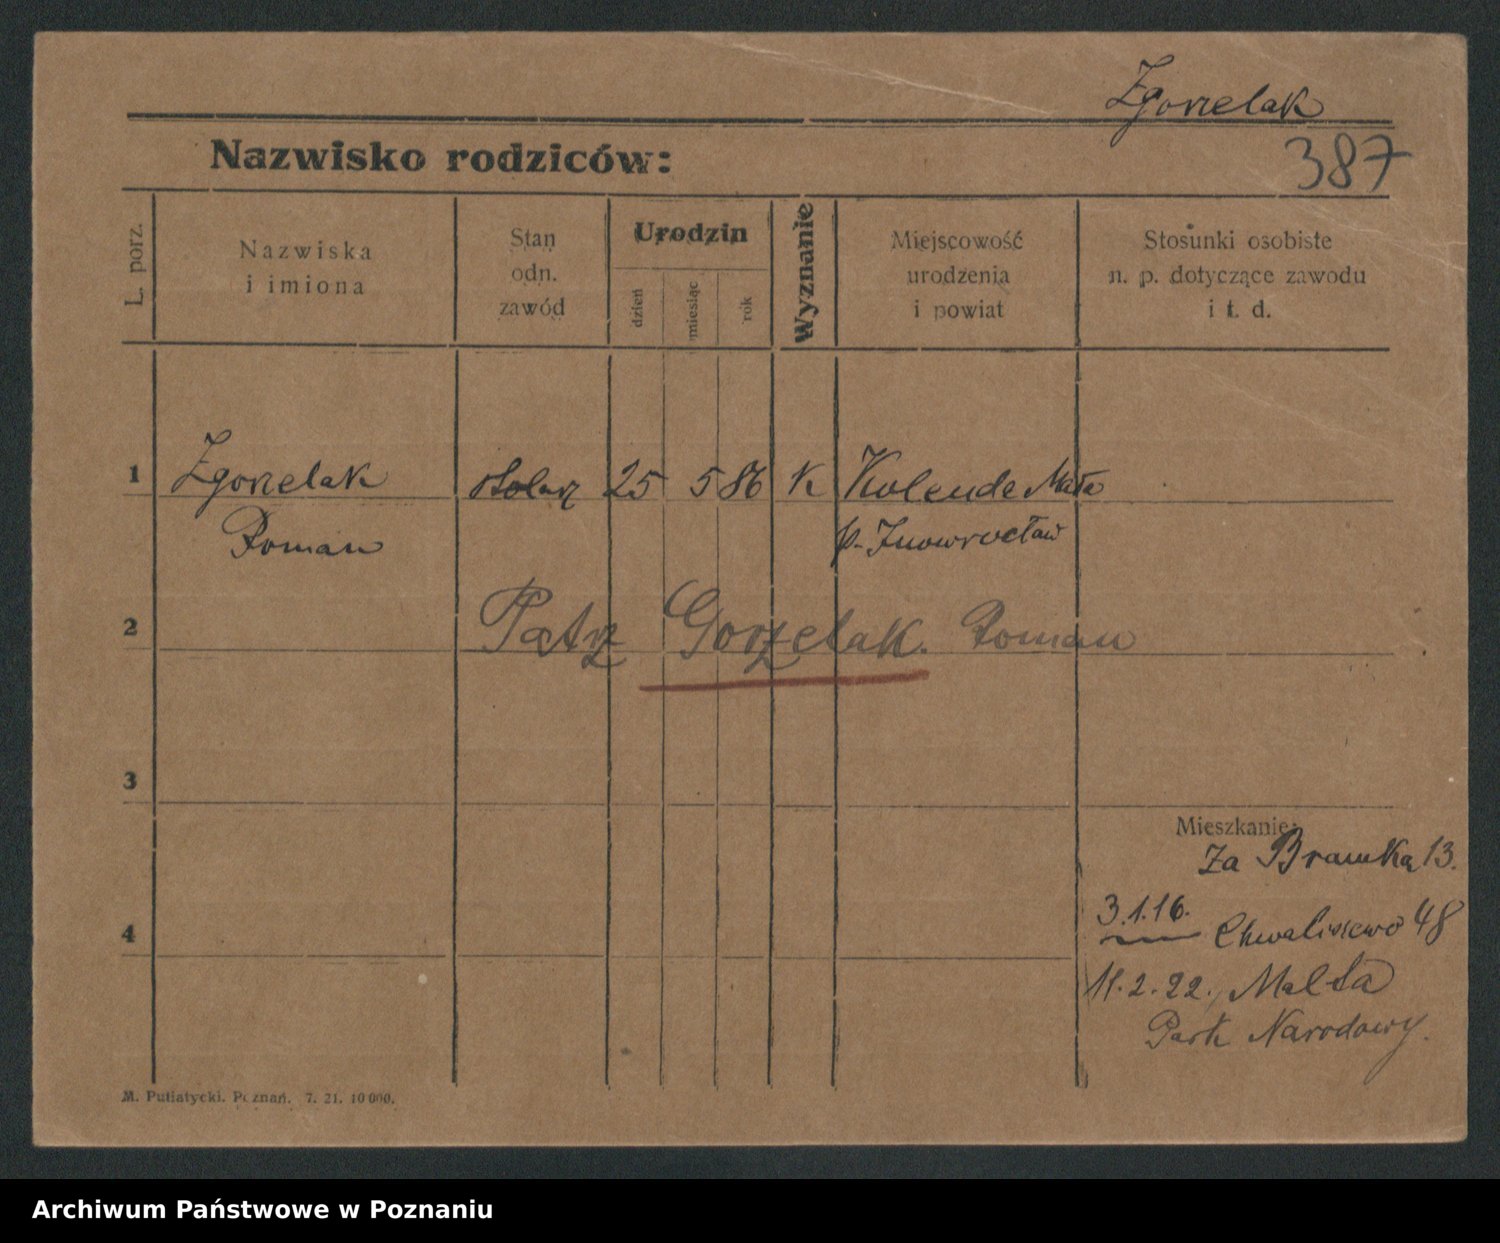 Zgorzelak
387
Nazwisko rodziców:
L. porz.
Nazwiska
i imiona
Stan
odn.
zawód
Urodzin
dzień
miesiąc
rok
Wyznanie
Miejscowość
urodzenia
i powiat
Stosunki osobiste
n. p. dotyczące zawodu
i t. d.
1 Zgorzelak stolarz 25 5 86 K Kolende Mała
Roman p. Inowrocław
2 Patrz Gorzelak. Roman
3
Mieszkanie:
Za Bramką 13.
3.1.16. Chwaliszewo 48
4
11.2.22., Malta
Park Narodowy.
M. Putiatycki. Poznań. 7. 21. 10 000.
Archiwum Państwowe w Poznaniu